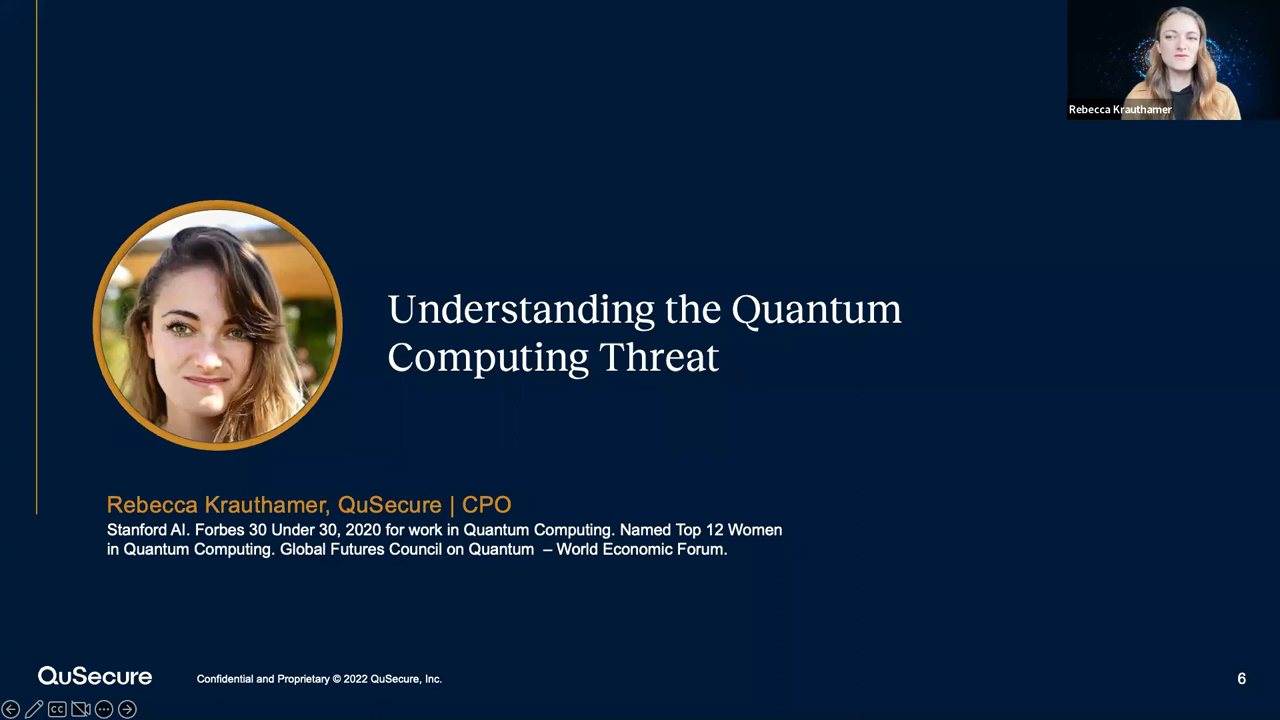 Rebecca Krauthamer
Understanding the Quantum
Computing Threat
Rebecca Krauthamer, QuSecure | CPO
Stanford AI. Forbes 30 Under 30, 2020 for work in Quantum Computing. Named Top 12 Women
in Quantum Computing. Global Futures Council on Quantum – World Economic Forum.
QuSecure
Confidential and Proprietary © 2022 QuSecure, Inc.
6
CC